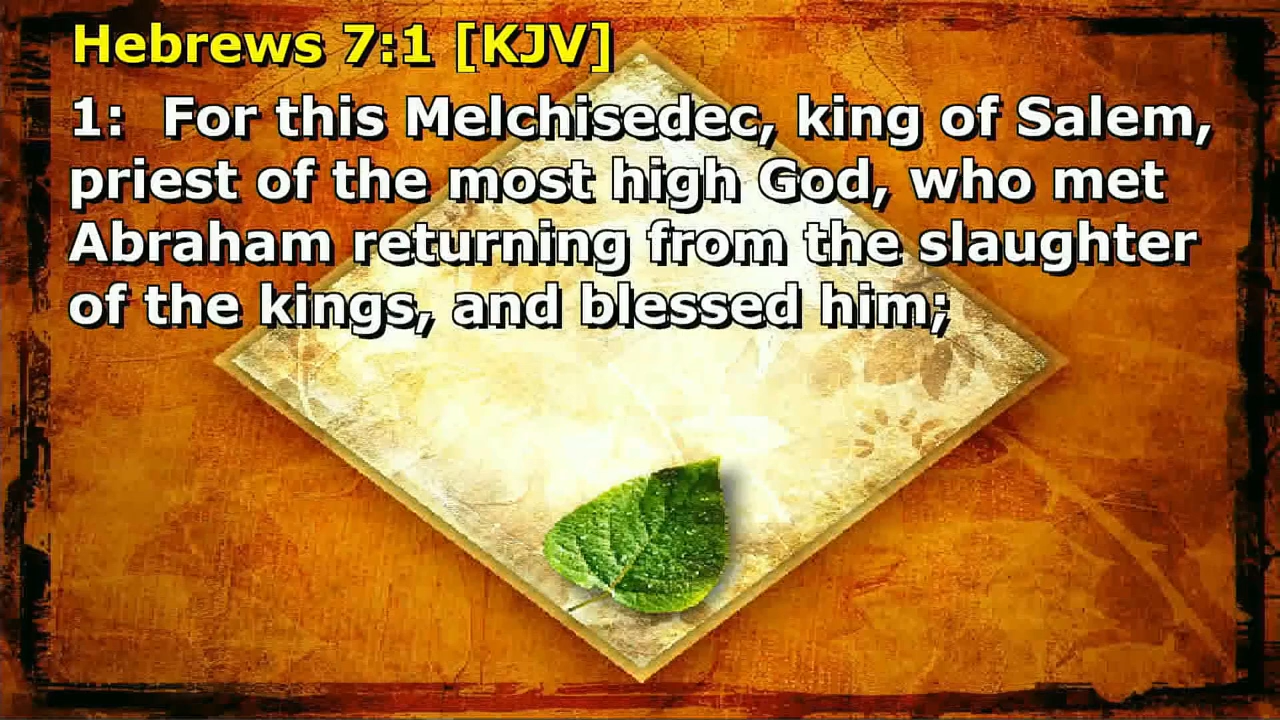 Hebrews 7:1 [KJV]
1:  For this Melchisedec, king of Salem,
priest of the most high God, who met
Abraham returning from the slaughter
of the kings, and blessed him;